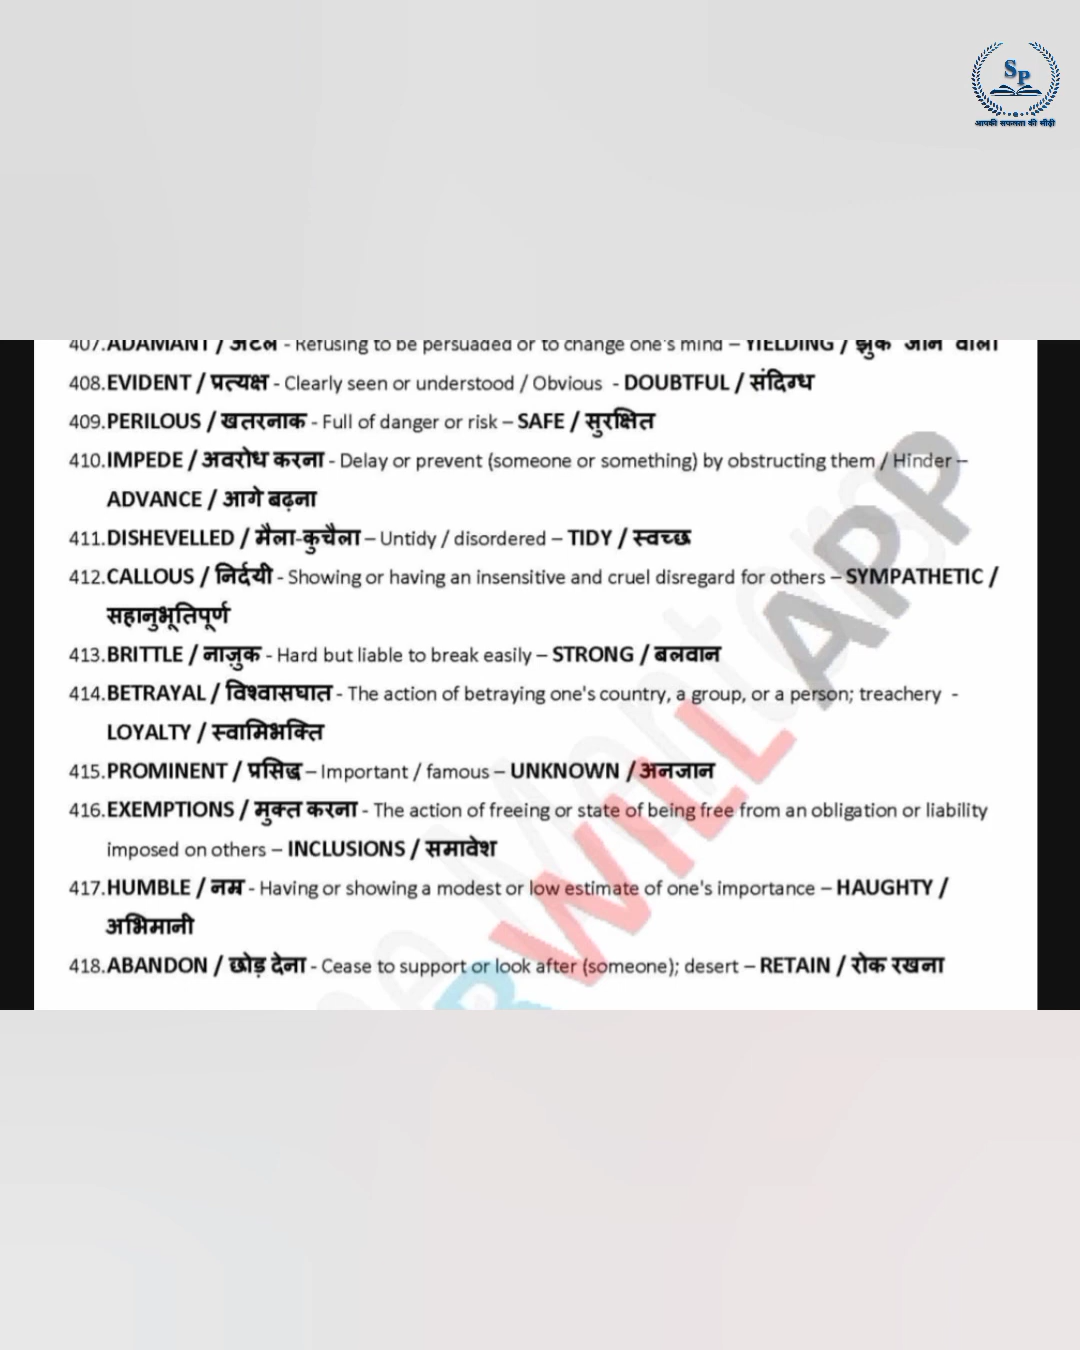 SP
आपकी सफलता की सीढ़ी
407.ADAMANT / अटल - Refusing to be persuaded or to change one's mind – YIELDING / झुक जाने वाला
408.EVIDENT / प्रत्यक्ष - Clearly seen or understood / Obvious - DOUBTFUL / संदिग्ध
409.PERILOUS / खतरनाक - Full of danger or risk – SAFE / सुरक्षित
410.IMPEDE / अवरोध करना - Delay or prevent (someone or something) by obstructing them / Hinder –
ADVANCE / आगे बढ़ना
411.DISHEVELLED / मैला-कुचैला – Untidy / disordered – TIDY / स्वच्छ
412.CALLOUS / निर्दयी - Showing or having an insensitive and cruel disregard for others – SYMPATHETIC /
सहानुभूतिपूर्ण
413.BRITTLE / नाज़ुक - Hard but liable to break easily – STRONG / बलवान
414.BETRAYAL / विश्वासघात - The action of betraying one's country, a group, or a person; treachery -
LOYALTY / स्वामिभक्ति
415.PROMINENT / प्रसिद्ध – Important / famous – UNKNOWN / अनजान
416.EXEMPTIONS / मुक्त करना - The action of freeing or state of being free from an obligation or liability
imposed on others – INCLUSIONS / समावेश
417.HUMBLE / नम्र - Having or showing a modest or low estimate of one's importance – HAUGHTY /
अभिमानी
418.ABANDON / छोड़ देना - Cease to support or look after (someone); desert – RETAIN / रोक रखना
WILL APP